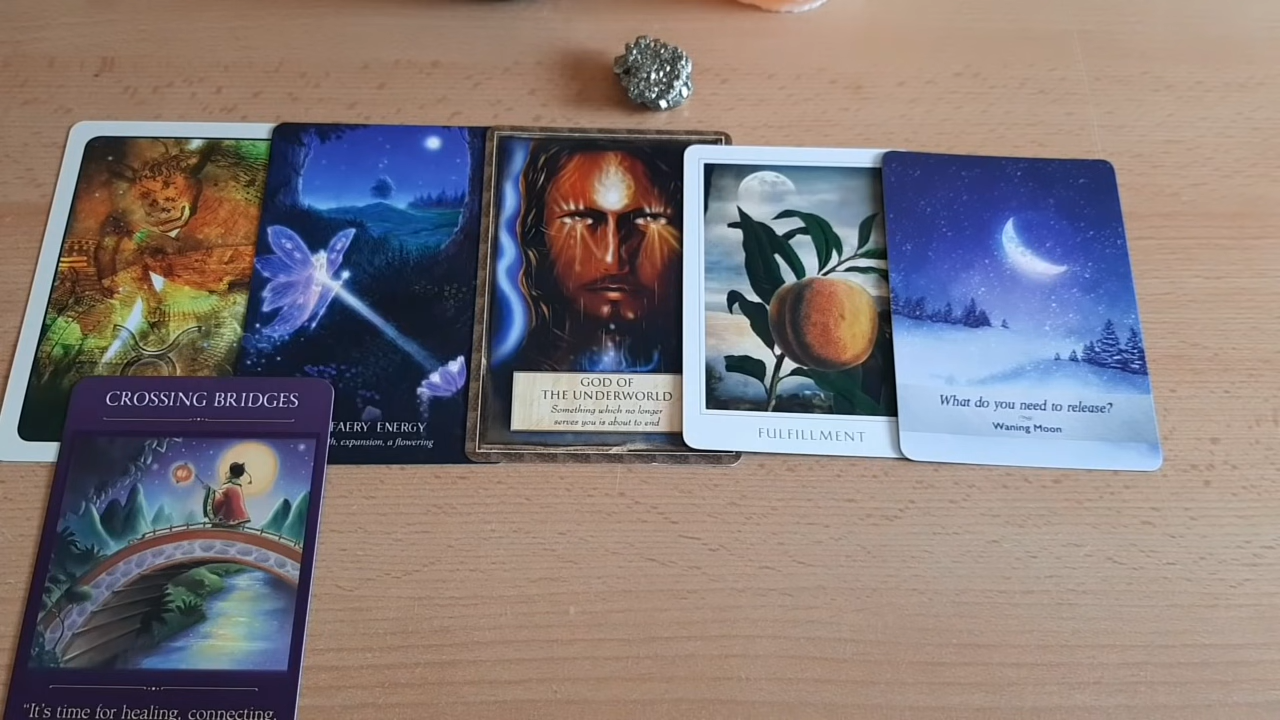 FAERY ENERGY
expansion, a flowering
GOD OF
THE UNDERWORLD
Something which no longer
serves you is about to end
FULFILLMENT
What do you need to release?
Waning Moon
CROSSING BRIDGES
"It's time for healing, connecting,